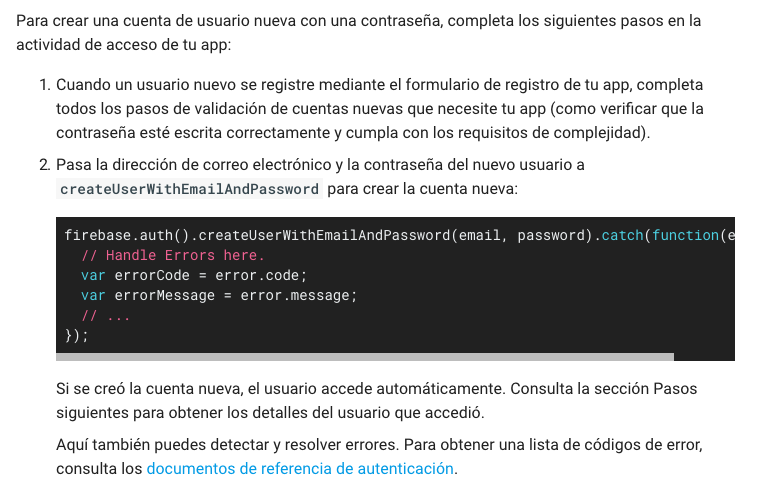 Para crear una cuenta de usuario nueva con una contraseña, completa los siguientes pasos en la
actividad de acceso de tu app:
1. Cuando un usuario nuevo se registre mediante el formulario de registro de tu app, completa
todos los pasos de validación de cuentas nuevas que necesite tu app (como verificar que la
contraseña esté escrita correctamente y cumpla con los requisitos de complejidad).
2. Pasa la dirección de correo electrónico y la contraseña del nuevo usuario a
createUserWithEmailAndPassword para crear la cuenta nueva:
firebase.auth().createUserWithEmailAndPassword(email, password).catch(function(e
// Handle Errors here.
var errorCode = error.code;
var errorMessage = error.message;
// ...
});
Si se creó la cuenta nueva, el usuario accede automáticamente. Consulta la sección Pasos
siguientes para obtener los detalles del usuario que accedió.
Aquí también puedes detectar y resolver errores. Para obtener una lista de códigos de error,
consulta los documentos de referencia de autenticación.